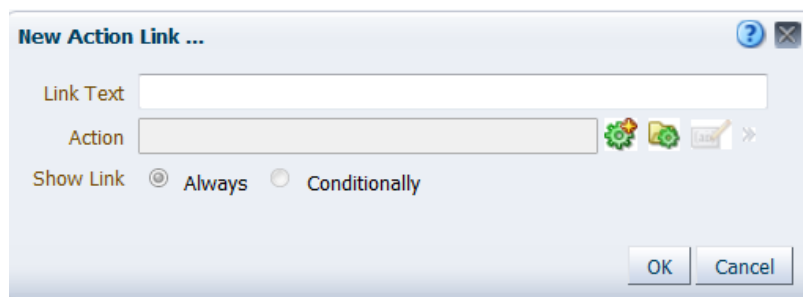 New Action Link ...
Link Text
Action
Show Link Always Conditionally
OK Cancel